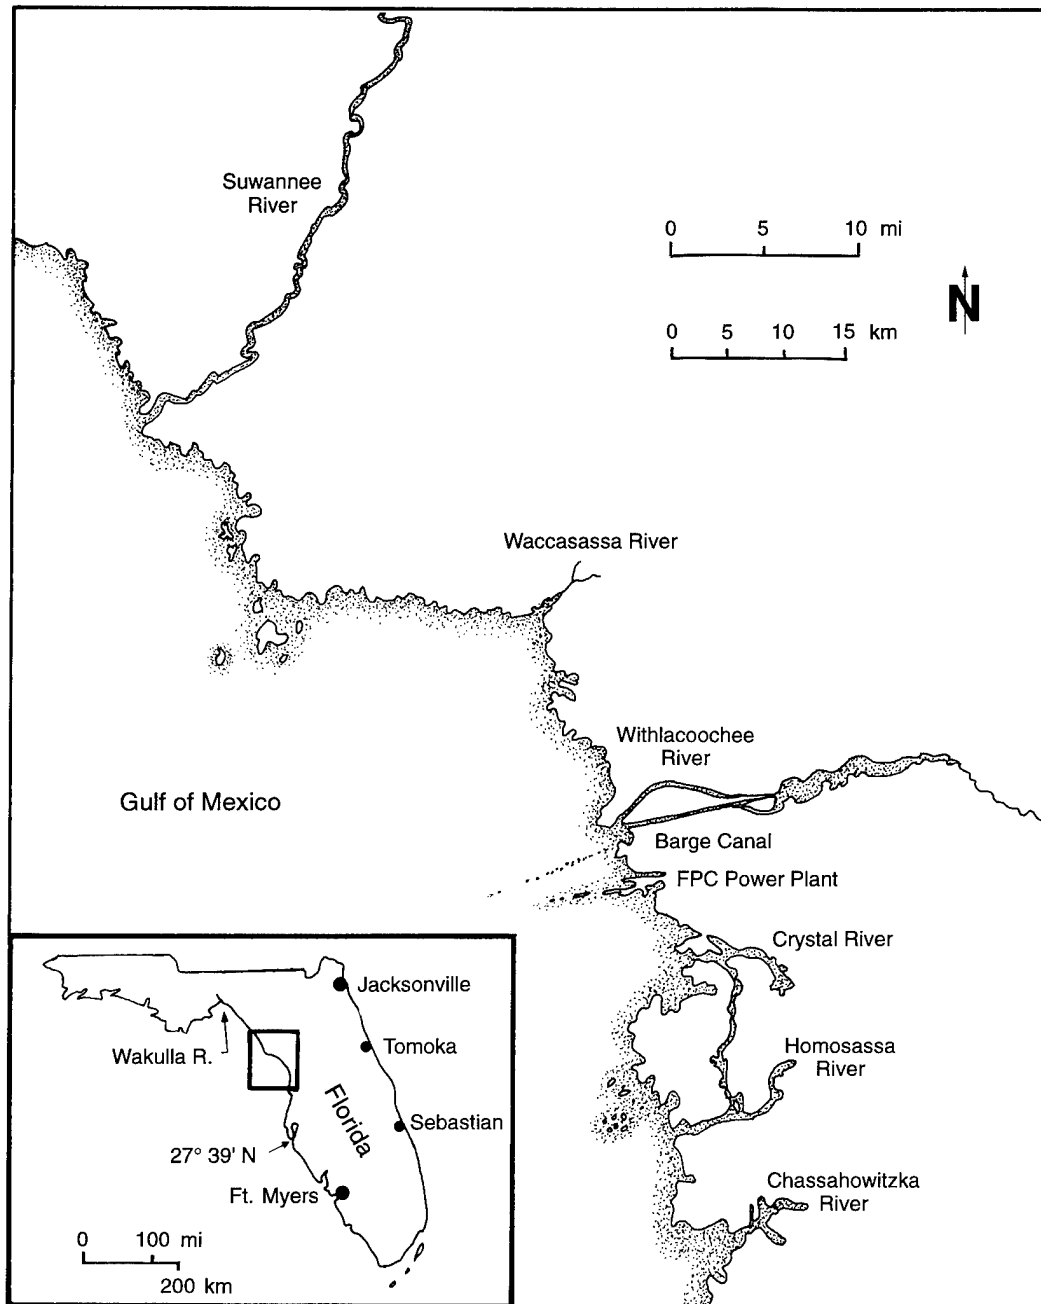 Suwannee
River
0 5 10 mi
N
0 5 10 15 km
Waccasassa River
Withlacoochee
River
Gulf of Mexico
Barge Canal
FPC Power Plant
Crystal River
Homosassa
River
Chassahowitzka
River
Jacksonville
Wakulla R.
Tomoka
Florida
Sebastian
27° 39' N
Ft. Myers
0 100 mi
200 km